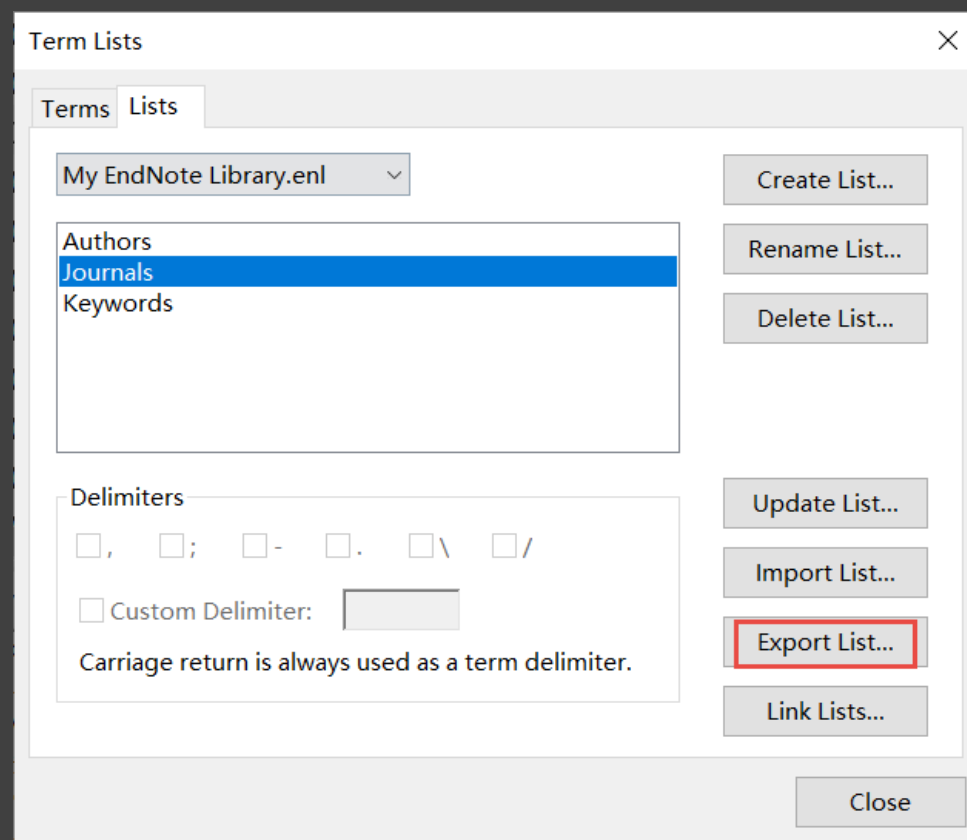 Term Lists
Terms
Lists
My EndNote Library.enl
Create List...
Authors
Journals
Keywords
Rename List...
Delete List...
Delimiters
, ; - . \ /
Custom Delimiter:
Carriage return is always used as a term delimiter.
Update List...
Import List...
Export List...
Link Lists...
Close